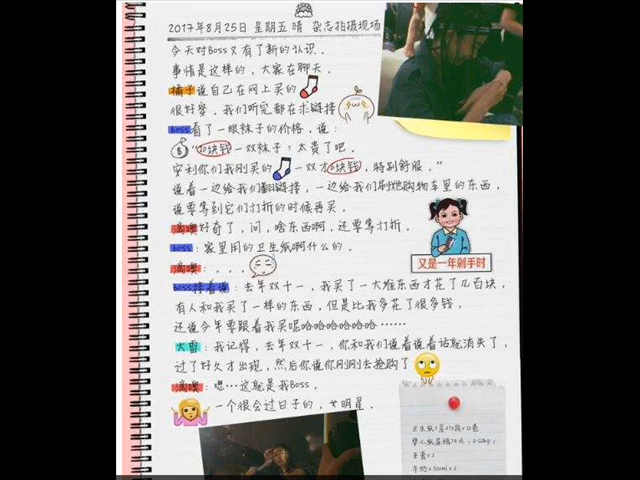 2017年8月25日 星期五 晴 杂志拍摄现场
今天对Boss又有了新的认识.
事情是这样的，大家在聊天，
橘子说自己在网上买的
很好穿，我们听完都在求链接
boss看了一眼袜子的价格，说：
块钱一双袜子，太贵了吧，
安利你们我刚买的 一双才 块钱，特别舒服，"
说着一边给我们翻链接，一边给我们刷她购物车里的东西，
说要等到它们打折的时候再买.
滴嗷好奇了，问，啥东西啊，还要等打折.
boss：家里用的卫生纸啊什么的.
滴嗷：....
又是一年剁手时
boss接着说：去年双十一，我买了一大堆东西才花了几百块，
有人和我买了一样的东西，但是比我多花了很多钱，
还说今年要跟着我买呢哈哈哈哈哈哈哈……
大雷：我记得，去年双十一，你和我们说着说着话就消失了，
过了好久才出现，然后你说你刚刚去抢购了
滴嗷：嗯…这就是我Boss，
一个很会过日子的，女明星.